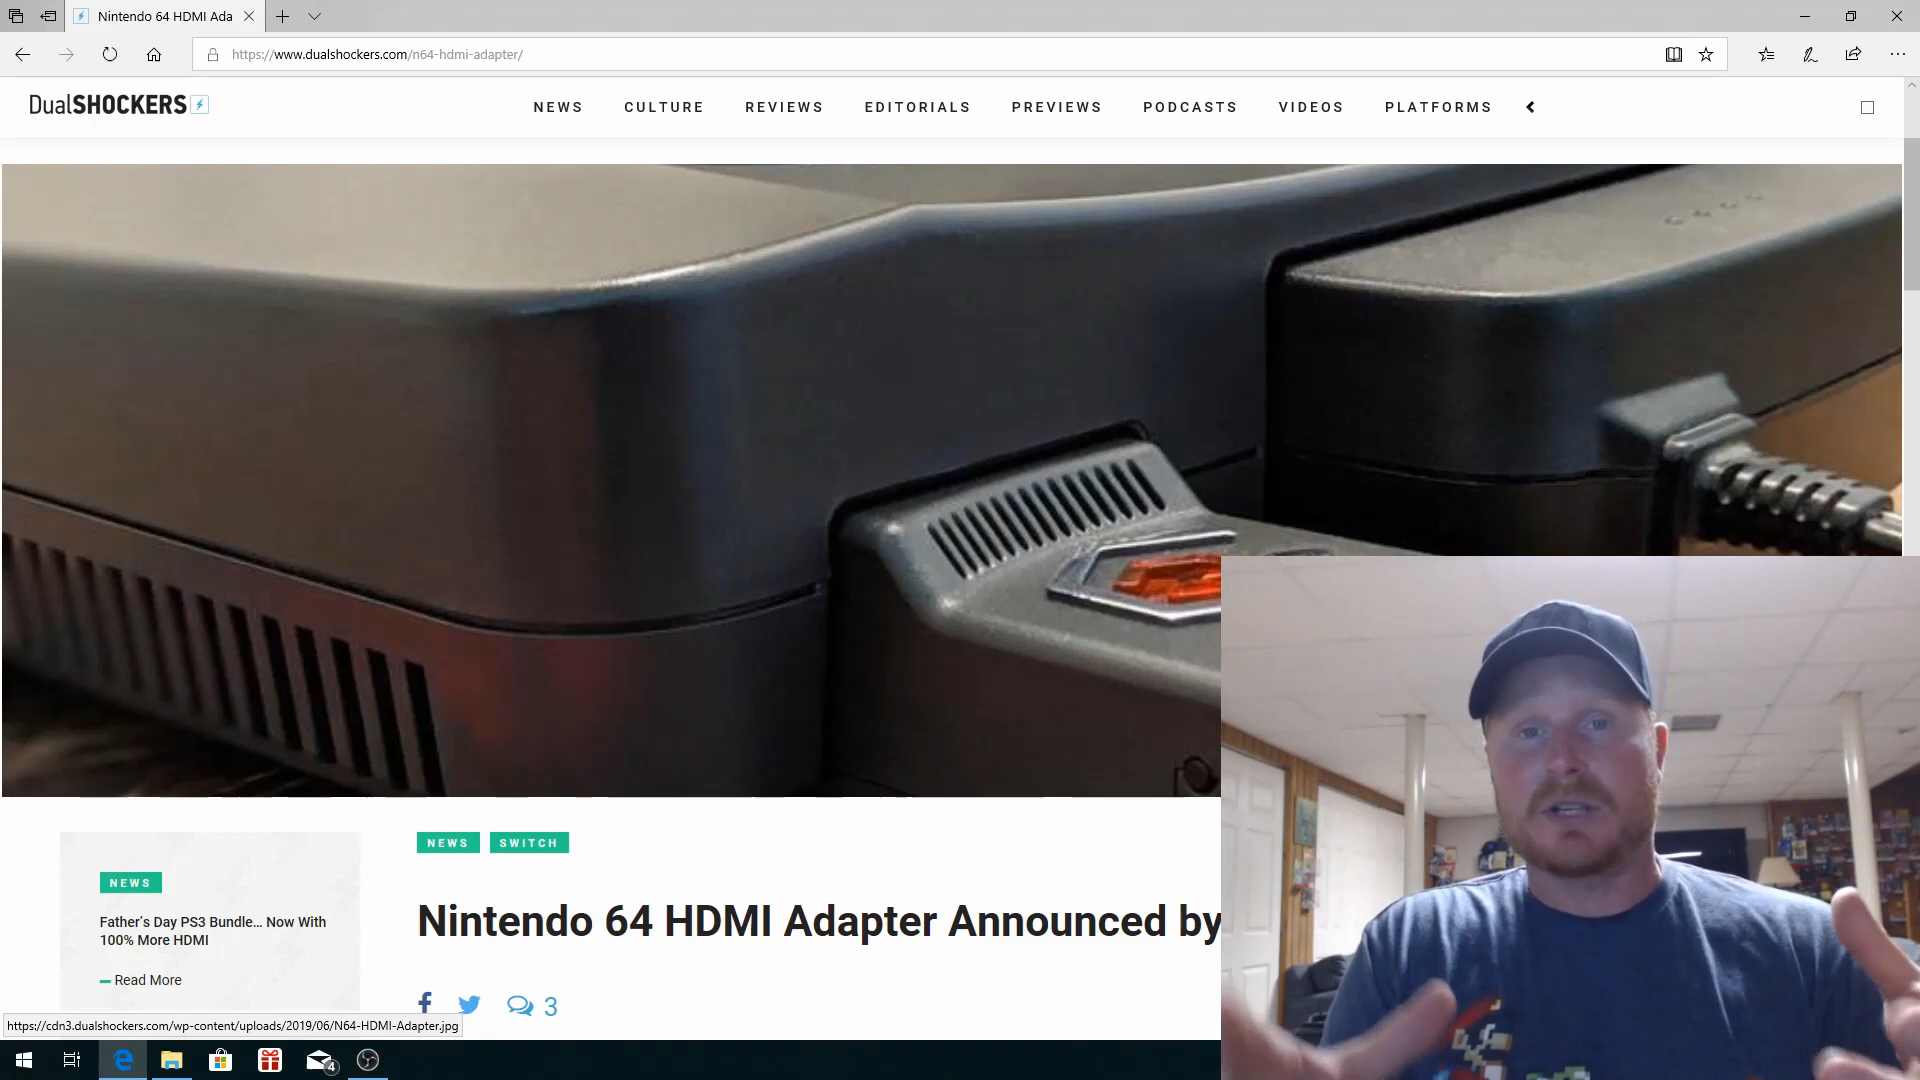 Nintendo 64 HDMI Ada
https://www.dualshockers.com/n64-hdmi-adapter/
DualSHOCKERS
NEWS CULTURE REVIEWS EDITORIALS PREVIEWS PODCASTS VIDEOS PLATFORMS
NEWS SWITCH
NEWS
Father’s Day PS3 Bundle… Now With
100% More HDMI
Read More
Nintendo 64 HDMI Adapter Announced by
3
https://cdn3.dualshockers.com/wp-content/uploads/2019/06/N64-HDMI-Adapter.jpg
4